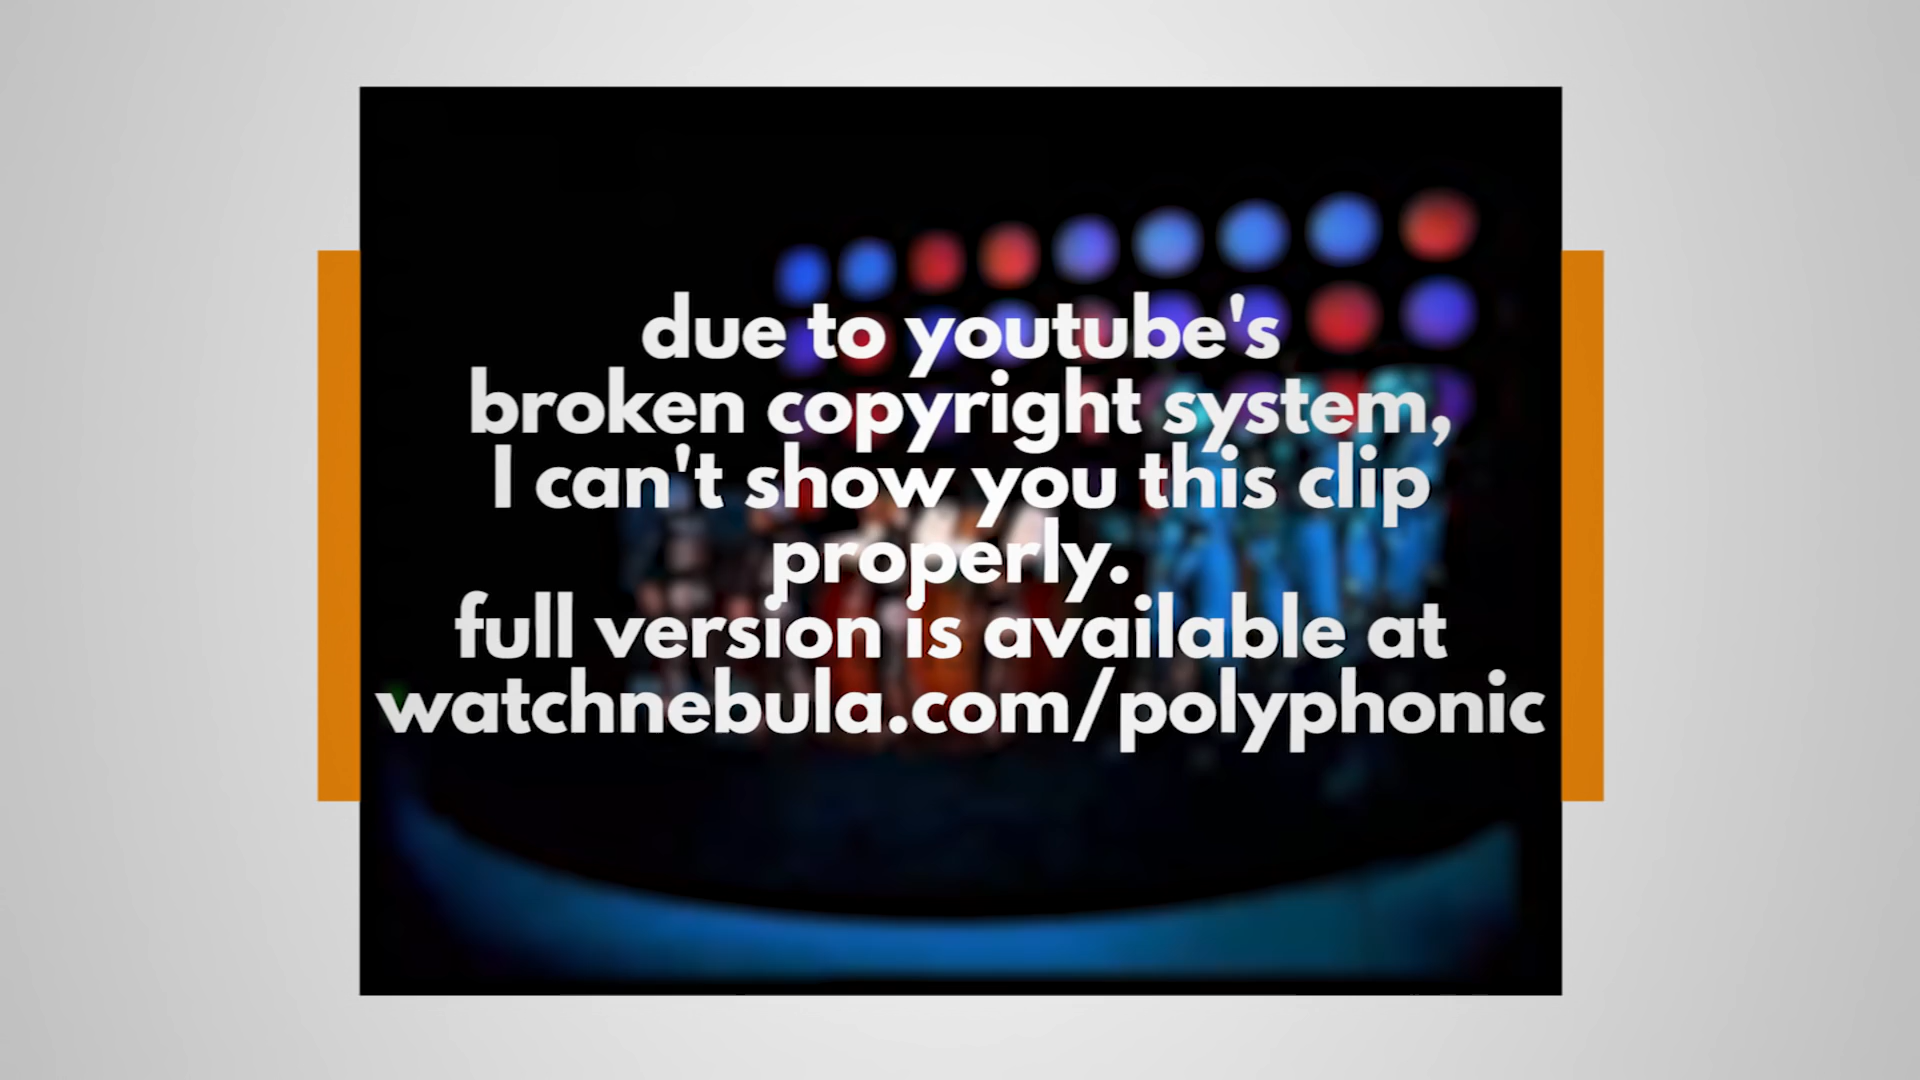 due to youtube's
broken copyright system,
I can't show you this clip
properly.
full version is available at
watchnebula.com/polyphonic